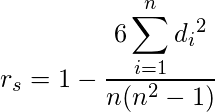 r_s = 1 - \frac{6\sum_{i=1}^{n} {d_i}^2}{n(n^2 - 1)}